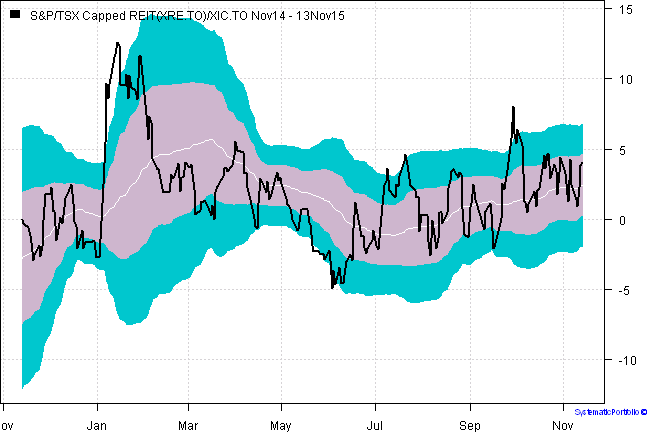 S&P/TSX Capped REIT(XRE.TO)/XIC.TO Nov14 - 13Nov15
15
10
5
0
-5
-10
ov Jan Mar May Jul Sep Nov
SystematicPortfolio ©